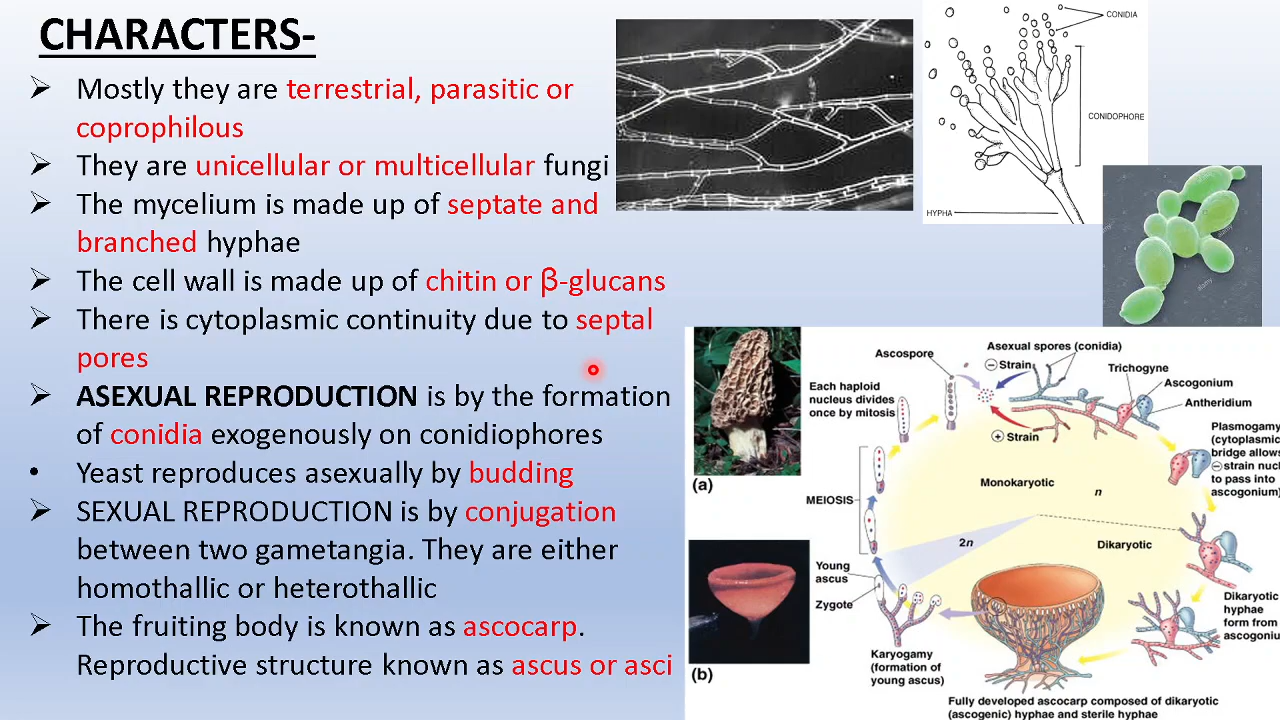 CHARACTERS-
➢ Mostly they are terrestrial, parasitic or
coprophilous
➢ They are unicellular or multicellular fungi
➢ The mycelium is made up of septate and
branched hyphae
➢ The cell wall is made up of chitin or β-glucans
➢ There is cytoplasmic continuity due to septal
pores
➢ ASEXUAL REPRODUCTION is by the formation
of conidia exogenously on conidiophores
• Yeast reproduces asexually by budding
➢ SEXUAL REPRODUCTION is by conjugation
between two gametangia. They are either
homothallic or heterothallic
➢ The fruiting body is known as ascocarp.
Reproductive structure known as ascus or asci
CONIDIA
CONIDOPHORE
HYPHA
alamy
alamy
(a)
(b)
Asexual spores (conidia)
Ascospore
− Strain
Trichogyne
Ascogonium
Antheridium
Each haploid
nucleus divides
once by mitosis
+ Strain
Plasmogamy
(cytoplasmic
bridge allows
− strain nucl
to pass into
ascogonium)
MEIOSIS
Monokaryotic
n
2n
Dikaryotic
Young
ascus
Zygote
Dikaryotic
hyphae
form from
ascogoniu
Karyogamy
(formation of
young ascus)
Fully developed ascocarp composed of dikaryotic
(ascogenic) hyphae and sterile hyphae